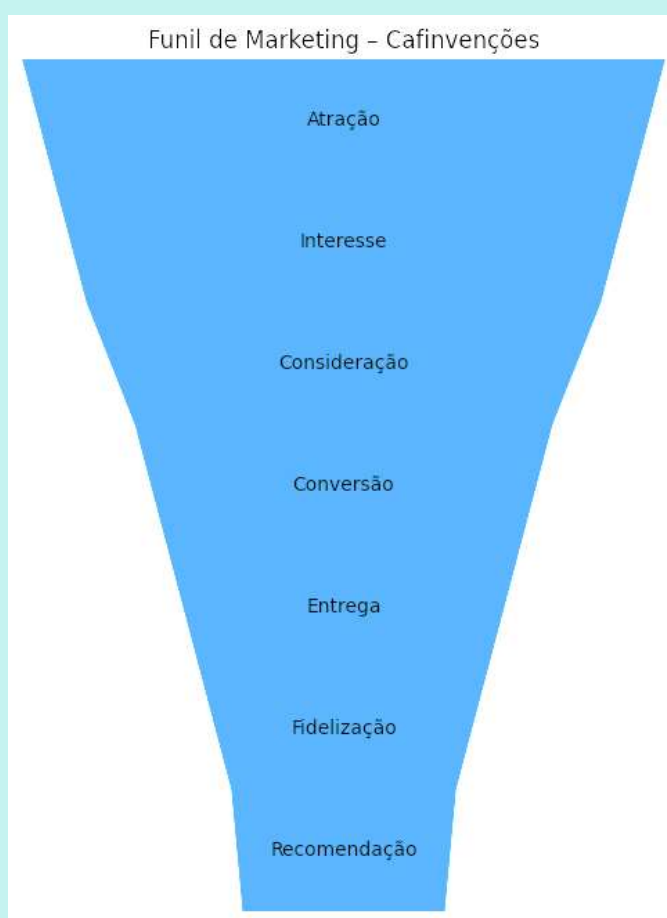 Funil de Marketing – Cafinvenções
Atração
Interesse
Consideração
Conversão
Entrega
Fidelização
Recomendação